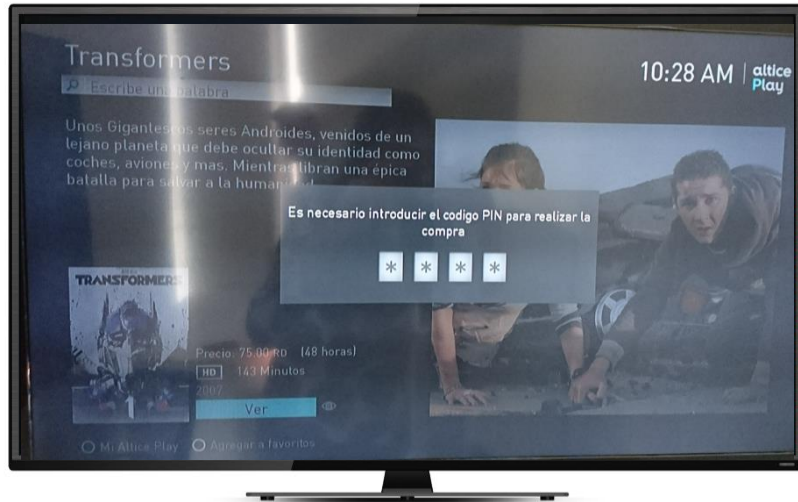 Transformers
10:28 AM
altice
Play
Escribe una palabra
Unos Gigantescos seres Androides, venidos de un
lejano planeta que debe ocultar su identidad como
coches, aviones y mas. Mientras libran una épica
batalla para salvar a la humanidad
Es necesario introducir el codigo PIN para realizar la
compra
* * * *
TRANSFORMERS
Precio: 75.00 RD (48 horas)
HD 143 Minutos
2007
Ver
Mi Altice Play Agregar a favoritos